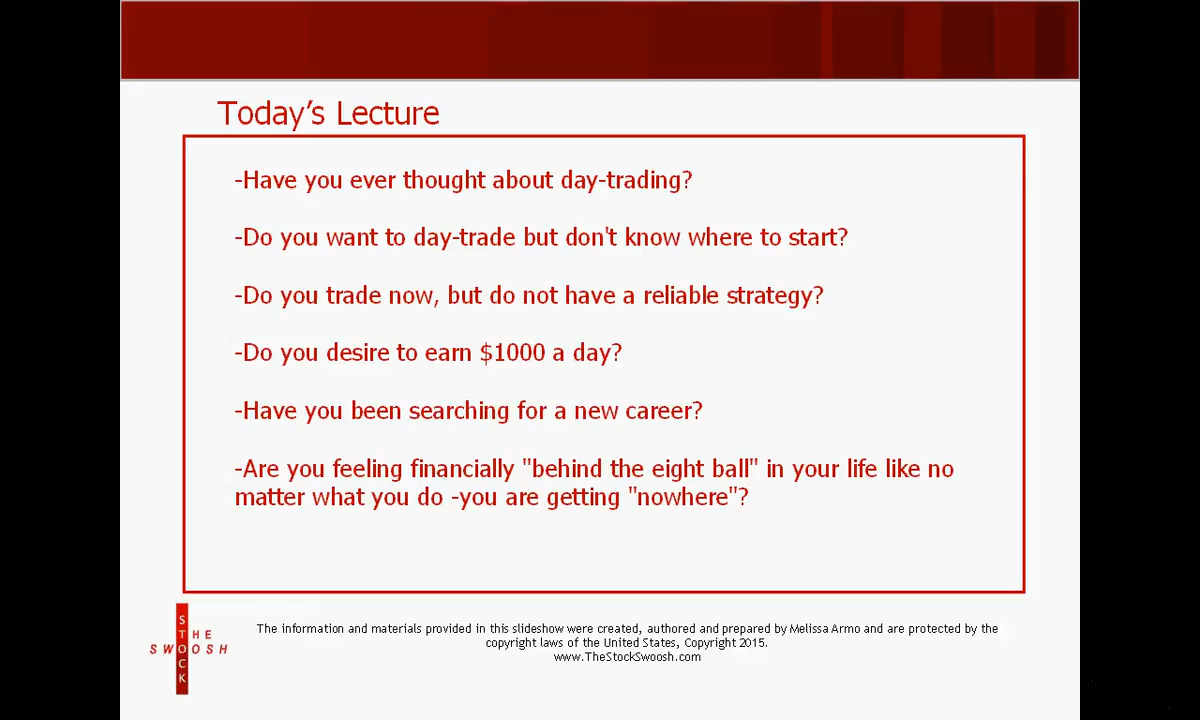 Today's Lecture
-Have you ever thought about day-trading?
-Do you want to day-trade but don't know where to start?
-Do you trade now, but do not have a reliable strategy?
-Do you desire to earn $1000 a day?
-Have you been searching for a new career?
-Are you feeling financially "behind the eight ball" in your life like no
matter what you do -you are getting "nowhere"?
THE
STOCK
SWOOSH
The information and materials provided in this slideshow were created, authored and prepared by Melissa Armo and are protected by the
copyright laws of the United States, Copyright 2015.
www.TheStockSwoosh.com